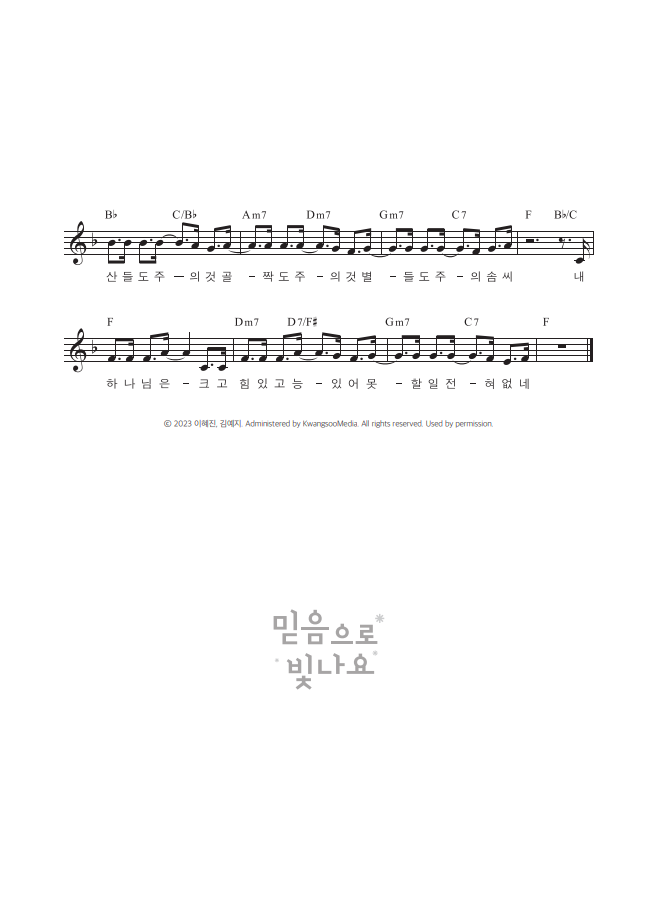 B♭ C/B♭ Am7 Dm7 Gm7 C7 F B♭/C
산 들 도 주 – 의 것 골 – 짝 도 주 – 의 것 별 – 들 도 주 – 의 솜 씨 내
F Dm7 D7/F♯ Gm7 C7 F
하 나 님 은 – 크 고 힘 있 고 능 – 있 어 못 – 할 일 전 – 혀 없 네
ⓒ 2023 이혜진, 김예지. Administered by KwangsooMedia. All rights reserved. Used by permission.
믿음으로
빛나요